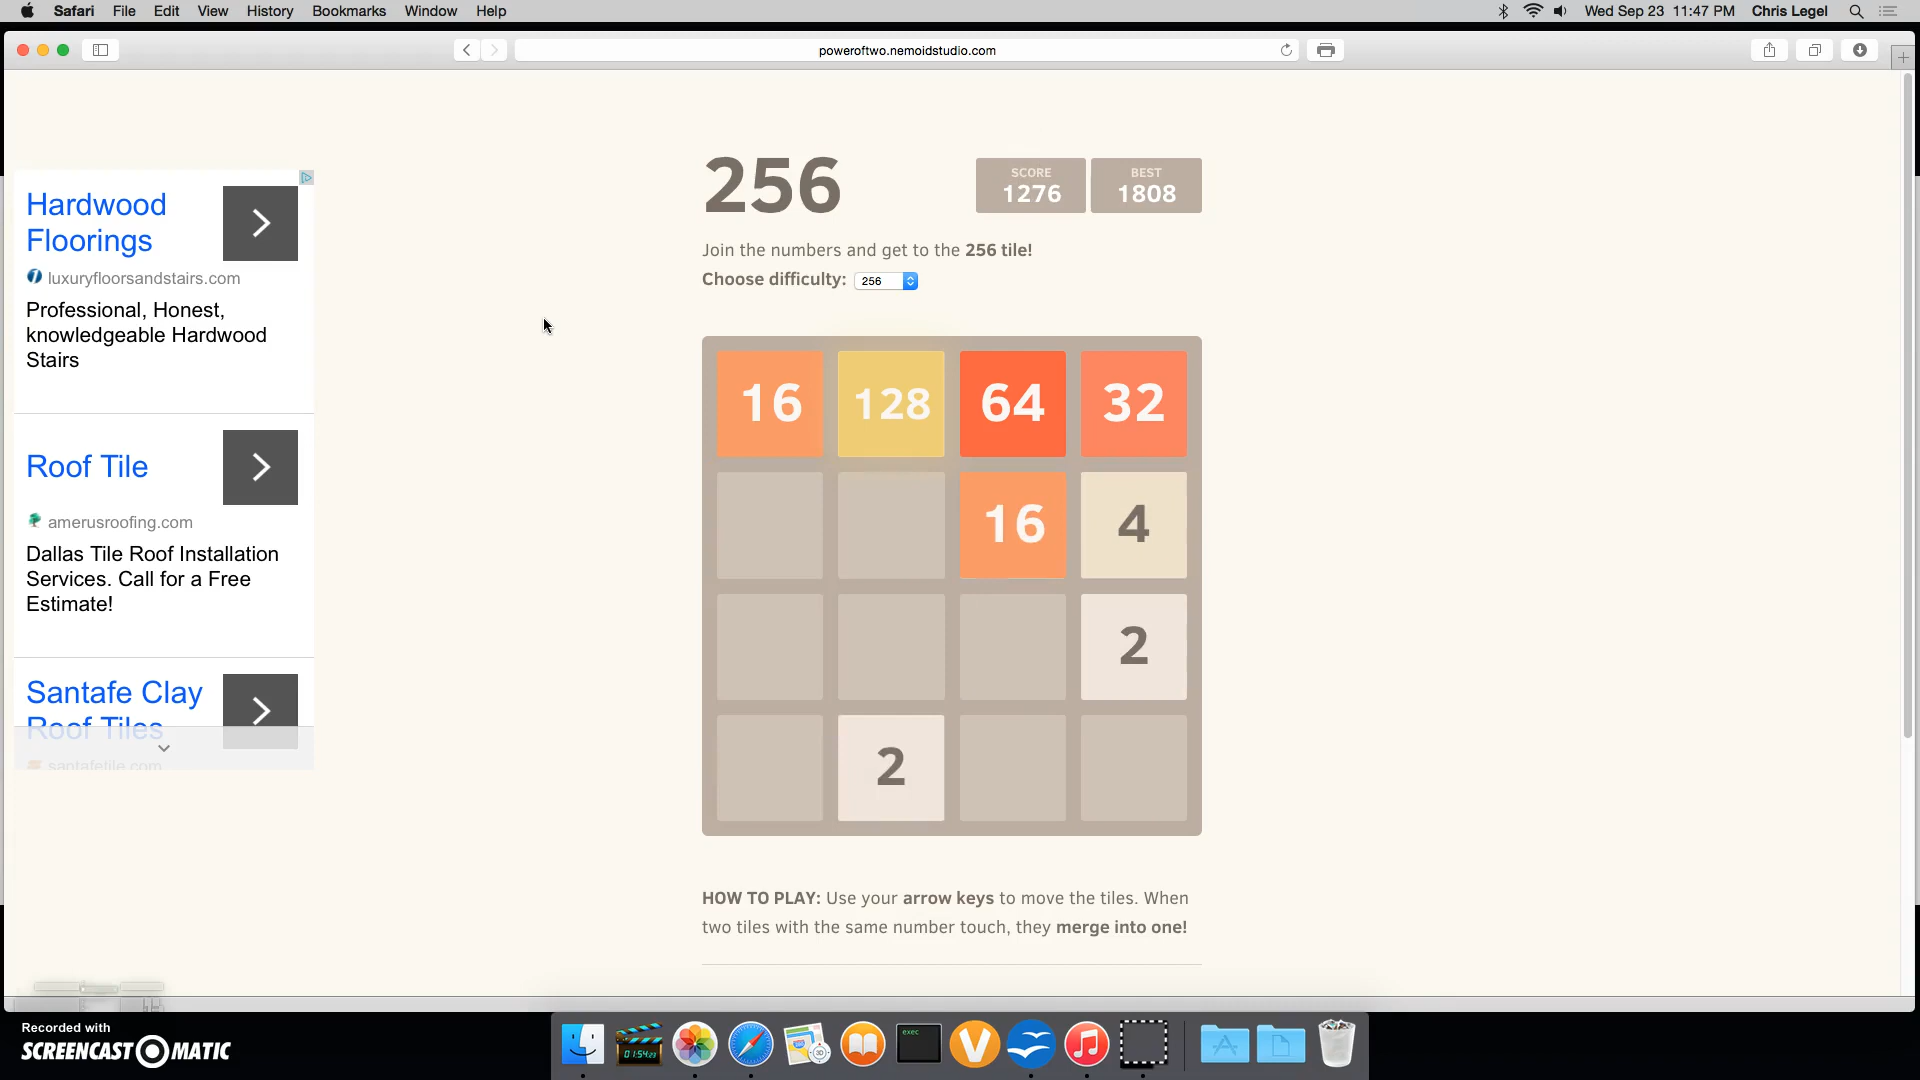 Safari File Edit View History Bookmarks Window Help Wed Sep 23 11:47 PM Chris Legel
poweroftwo.nemoidstudio.com
Hardwood
Floorings
luxuryfloorsandstairs.com
Professional, Honest,
knowledgeable Hardwood
Stairs
Roof Tile
amerusroofing.com
Dallas Tile Roof Installation
Services. Call for a Free
Estimate!
Santafe Clay
Roof Tiles
santafetile.com
256
SCORE
1276
BEST
1808
Join the numbers and get to the 256 tile!
Choose difficulty: 256
16 128 64 32
16 4
2
2
HOW TO PLAY: Use your arrow keys to move the tiles. When
two tiles with the same number touch, they merge into one!
Recorded with
SCREENCAST O MATIC
exec
3D